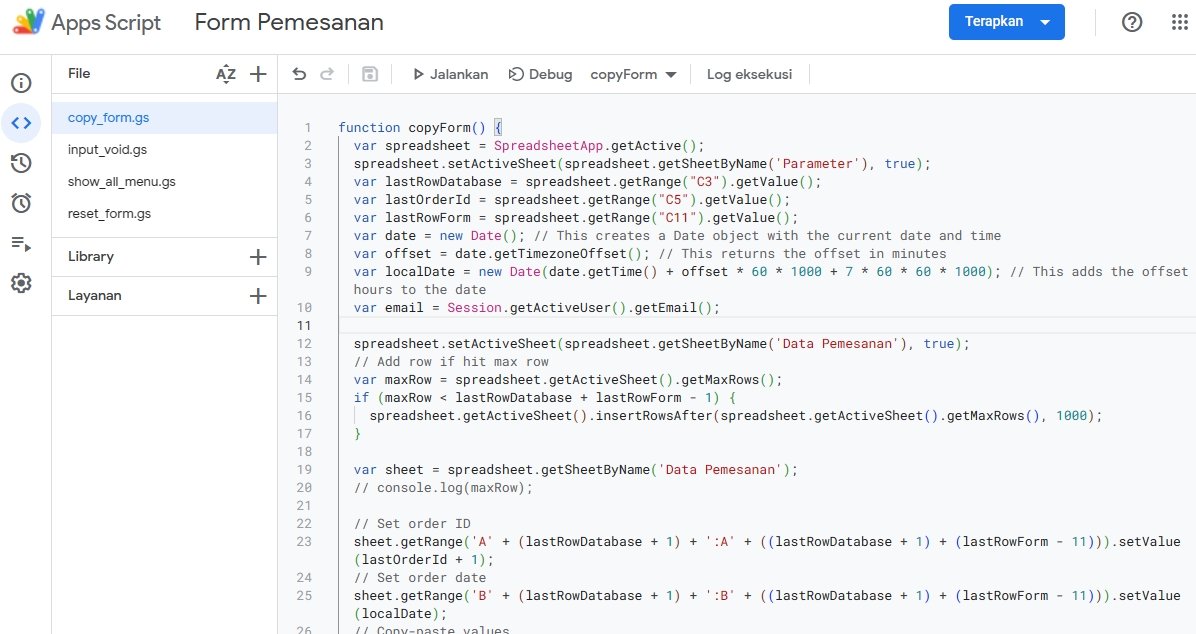 Apps Script Form Pemesanan Terapkan
File AZ
Jalankan Debug copyForm Log eksekusi
copy_form.gs
input_void.gs
show_all_menu.gs
reset_form.gs
Library
Layanan
1 function copyForm() {
2 var spreadsheet = SpreadsheetApp.getActive();
3 spreadsheet.setActiveSheet(spreadsheet.getSheetByName('Parameter'), true);
4 var lastRowDatabase = spreadsheet.getRange("C3").getValue();
5 var lastOrderId = spreadsheet.getRange("C5").getValue();
6 var lastRowForm = spreadsheet.getRange("C11").getValue();
7 var date = new Date(); // This creates a Date object with the current date and time
8 var offset = date.getTimezoneOffset(); // This returns the offset in minutes
9 var localDate = new Date(date.getTime() + offset * 60 * 1000 + 7 * 60 * 60 * 1000); // This adds the offset
hours to the date
10 var email = Session.getActiveUser().getEmail();
11
12 spreadsheet.setActiveSheet(spreadsheet.getSheetByName('Data Pemesanan'), true);
13 // Add row if hit max row
14 var maxRow = spreadsheet.getActiveSheet().getMaxRows();
15 if (maxRow < lastRowDatabase + lastRowForm - 1) {
16 spreadsheet.getActiveSheet().insertRowsAfter(spreadsheet.getActiveSheet().getMaxRows(), 1000);
17 }
18
19 var sheet = spreadsheet.getSheetByName('Data Pemesanan');
20 // console.log(maxRow);
21
22 // Set order ID
23 sheet.getRange('A' + (lastRowDatabase + 1) + ':A' + ((lastRowDatabase + 1) + (lastRowForm - 11))).setValue
(lastOrderId + 1);
24 // Set order date
25 sheet.getRange('B' + (lastRowDatabase + 1) + ':B' + ((lastRowDatabase + 1) + (lastRowForm - 11))).setValue
(localDate);
26 // Copy-paste values